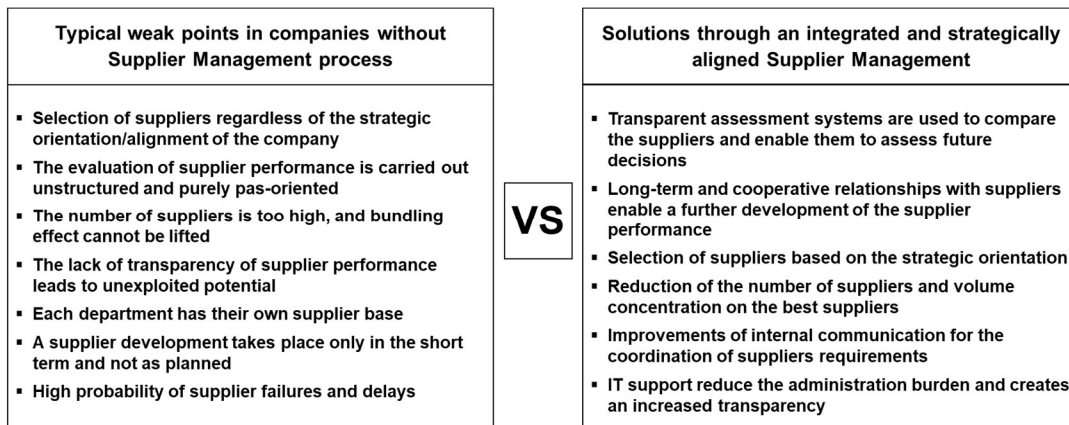 Typical weak points in companies without
Supplier Management process
▪ Selection of suppliers regardless of the strategic
orientation/alignment of the company
▪ The evaluation of supplier performance is carried out
unstructured and purely pas-oriented
▪ The number of suppliers is too high, and bundling
effect cannot be lifted
▪ The lack of transparency of supplier performance
leads to unexploited potential
▪ Each department has their own supplier base
▪ A supplier development takes place only in the short
term and not as planned
▪ High probability of supplier failures and delays
VS
Solutions through an integrated and strategically
aligned Supplier Management
▪ Transparent assessment systems are used to compare
the suppliers and enable them to assess future
decisions
▪ Long-term and cooperative relationships with suppliers
enable a further development of the supplier
performance
▪ Selection of suppliers based on the strategic orientation
▪ Reduction of the number of suppliers and volume
concentration on the best suppliers
▪ Improvements of internal communication for the
coordination of suppliers requirements
▪ IT support reduce the administration burden and creates
an increased transparency